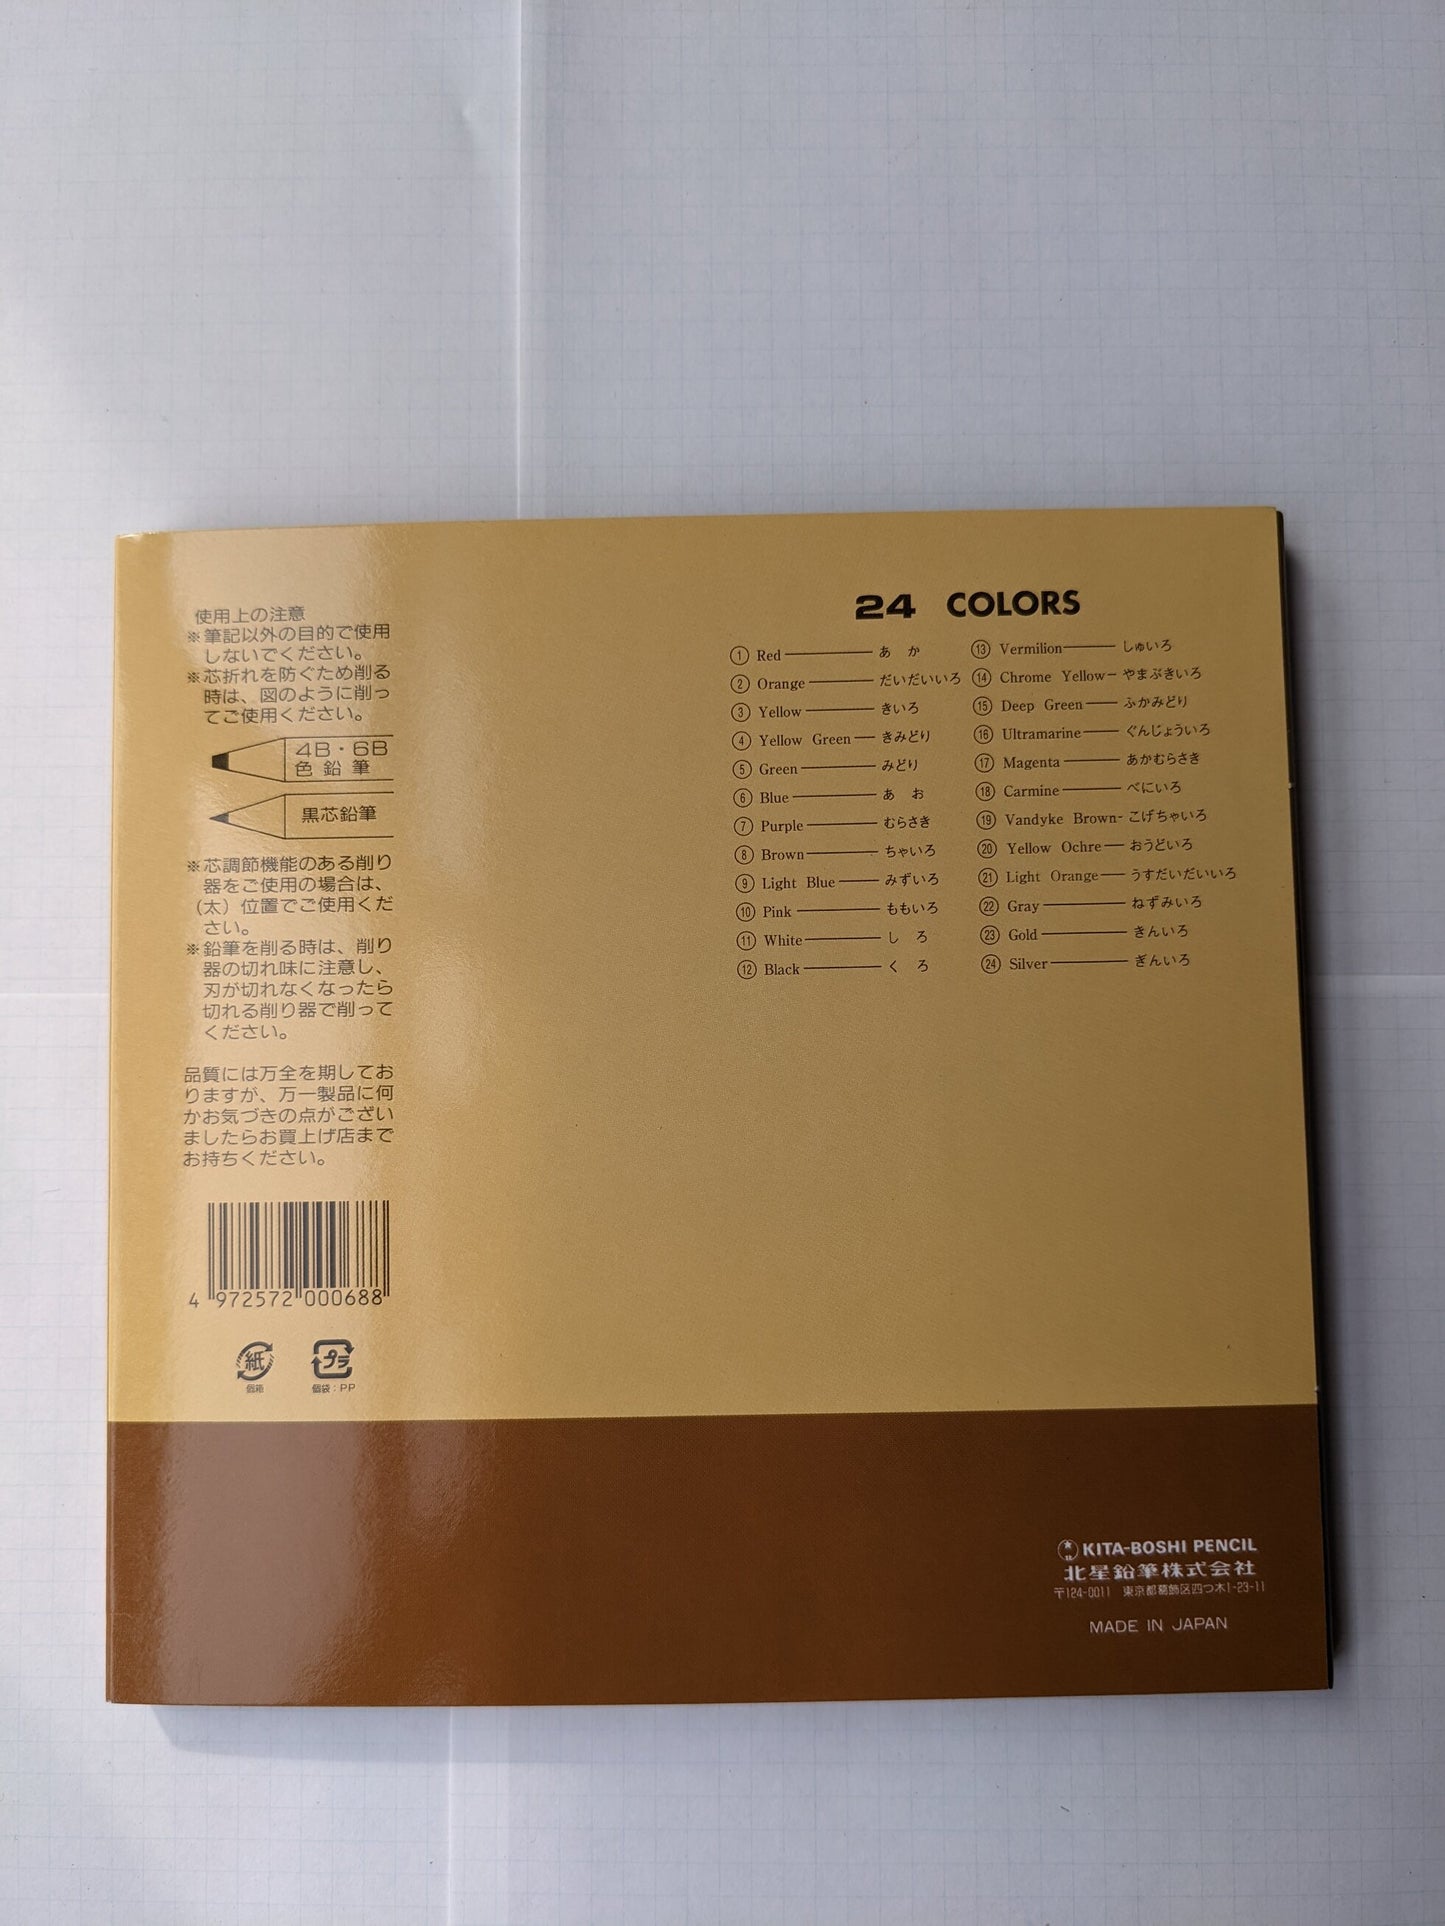 使用上の注意
※筆記以外の目的で使用
しないでください。
※芯折れを防ぐため削る
時は、図のように削っ
てご使用ください。
4B・6B
色鉛筆
黒芯鉛筆
※芯調節機能のある削り
器をご使用の場合は、
（太）位置でご使用くだ
さい。
※鉛筆を削る時は、削り
器の切れ味に注意し、
刃が切れなくなったら
切れる削り器で削って
ください。
品質には万全を期してお
りますが、万一製品に何
かお気づきの点がござい
ましたらお買上げ店まで
お持ちください。
4 972572 000688
紙
個箱
プラ
個袋：PP
24 COLORS
① Red あか
② Orange だいだいいろ
③ Yellow きいろ
④ Yellow Green きみどり
⑤ Green みどり
⑥ Blue あお
⑦ Purple むらさき
⑧ Brown ちゃいろ
⑨ Light Blue みずいろ
⑩ Pink ももいろ
⑪ White しろ
⑫ Black くろ
⑬ Vermilion しゅいろ
⑭ Chrome Yellow やまぶきいろ
⑮ Deep Green ふかみどり
⑯ Ultramarine ぐんじょういろ
⑰ Magenta あかむらさき
⑱ Carmine べにいろ
⑲ Vandyke Brown こげちゃいろ
⑳ Yellow Ochre おうどいろ
㉑ Light Orange うすだいだいいろ
㉒ Gray ねずみいろ
㉓ Gold きんいろ
㉔ Silver ぎんいろ
KITA-BOSHI PENCIL
北星鉛筆株式会社
〒124-0011 東京都葛飾区四つ木1-23-11
MADE IN JAPAN